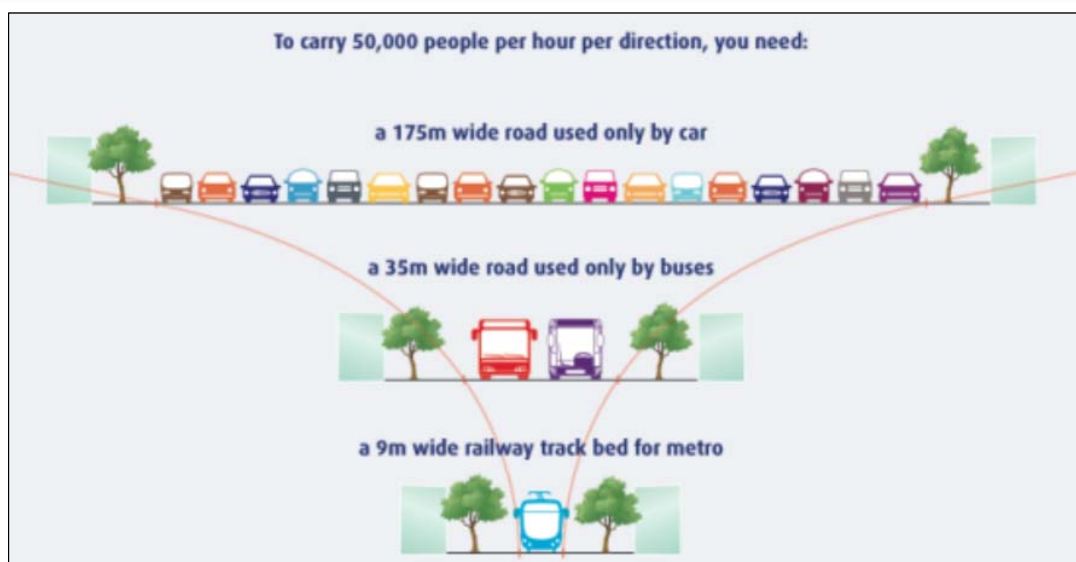 To carry 50,000 people per hour per direction, you need:
a 175m wide road used only by car
a 35m wide road used only by buses
a 9m wide railway track bed for metro